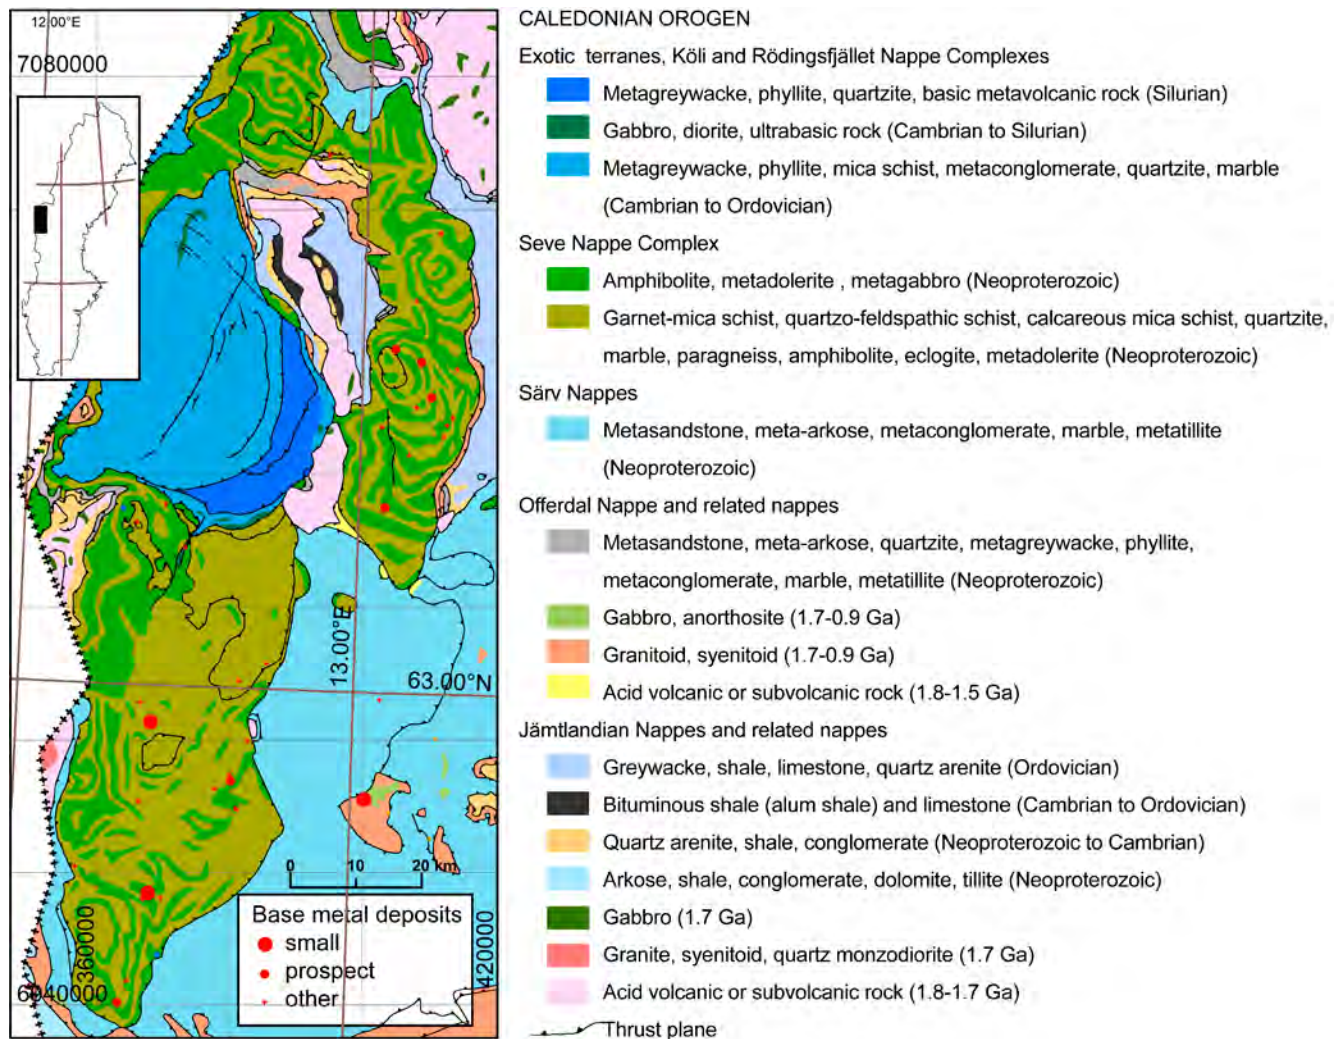 12.00°E
7080000
13.00°E
63.00°N
0 10 20 km
Base metal deposits
small
prospect
other
360000
420000
6940000
CALEDONIAN OROGEN
Exotic terranes, Köli and Rödingsfjället Nappe Complexes
Metagreywacke, phyllite, quartzite, basic metavolcanic rock (Silurian)
Gabbro, diorite, ultrabasic rock (Cambrian to Silurian)
Metagreywacke, phyllite, mica schist, metaconglomerate, quartzite, marble
(Cambrian to Ordovician)
Seve Nappe Complex
Amphibolite, metadolerite , metagabbro (Neoproterozoic)
Garnet-mica schist, quartzo-feldspathic schist, calcareous mica schist, quartzite,
marble, paragneiss, amphibolite, eclogite, metadolerite (Neoproterozoic)
Särv Nappes
Metasandstone, meta-arkose, metaconglomerate, marble, metatillite
(Neoproterozoic)
Offerdal Nappe and related nappes
Metasandstone, meta-arkose, quartzite, metagreywacke, phyllite,
metaconglomerate, marble, metatillite (Neoproterozoic)
Gabbro, anorthosite (1.7-0.9 Ga)
Granitoid, syenitoid (1.7-0.9 Ga)
Acid volcanic or subvolcanic rock (1.8-1.5 Ga)
Jämtlandian Nappes and related nappes
Greywacke, shale, limestone, quartz arenite (Ordovician)
Bituminous shale (alum shale) and limestone (Cambrian to Ordovician)
Quartz arenite, shale, conglomerate (Neoproterozoic to Cambrian)
Arkose, shale, conglomerate, dolomite, tillite (Neoproterozoic)
Gabbro (1.7 Ga)
Granite, syenitoid, quartz monzodiorite (1.7 Ga)
Acid volcanic or subvolcanic rock (1.8-1.7 Ga)
Thrust plane